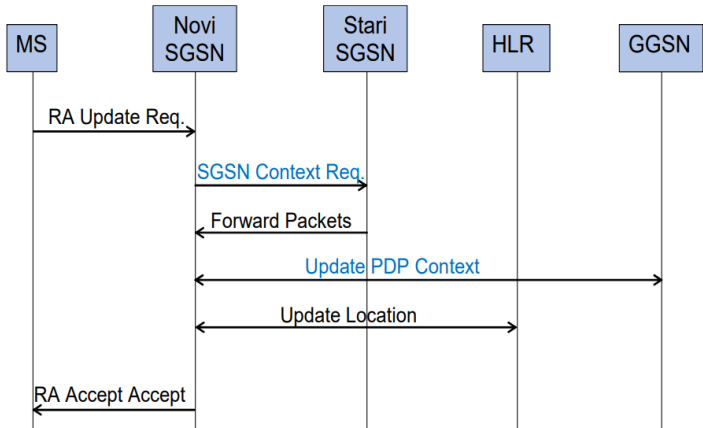 MS
Novi
SGSN
Stari
SGSN
HLR
GGSN
RA Update Req.
SGSN Context Req.
Forward Packets
Update PDP Context
Update Location
RA Accept Accept